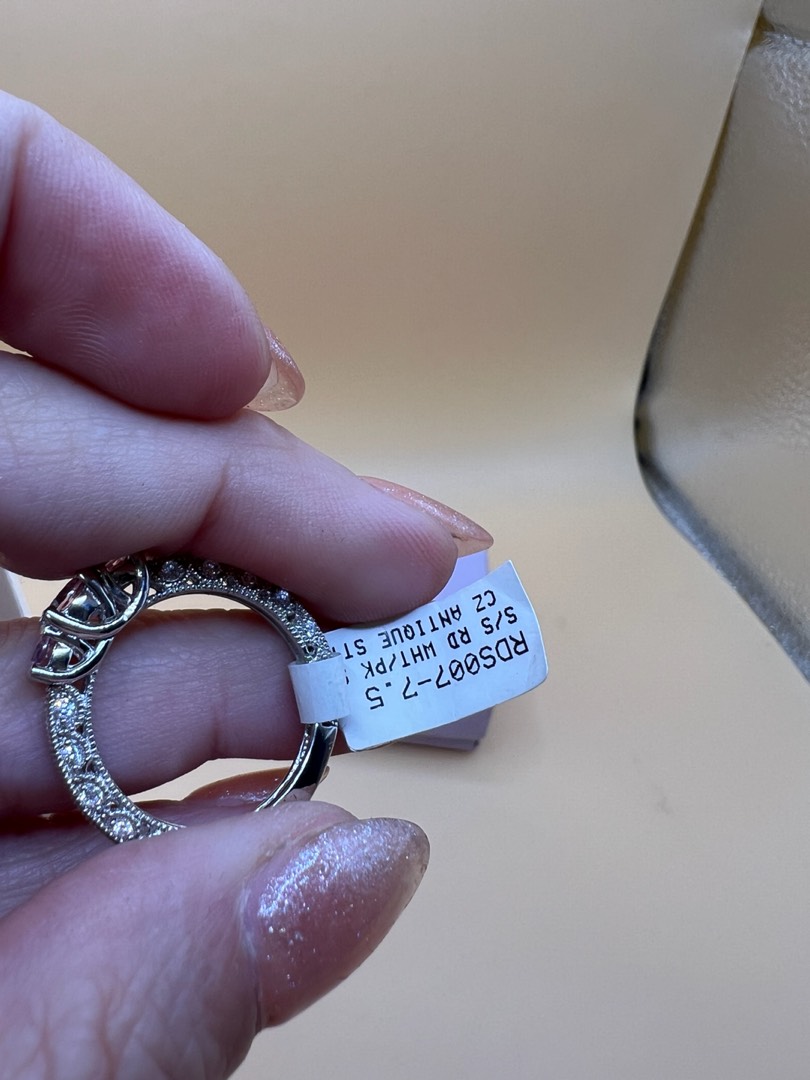 RDS007-7.5
S/S RD WHT/PK
CZ ANTIQUE ST